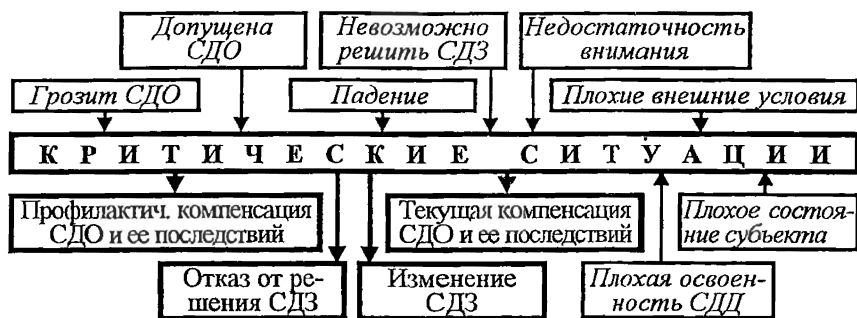 Допущена
СДО
Невозможно
решить СДЗ
Недостаточность
внимания
Грозит СДО
Падение
Плохие внешние условия
КРИТИЧЕСКИЕ СИТУАЦИИ
Профилактич. компенсация
СДО и ее последствий
Текущая компенсация
СДО и ее последствий
Плохое состоя-
ние субъекта
Отказ от ре-
шения СДЗ
Изменение
СДЗ
Плохая освоен-
ность СДД